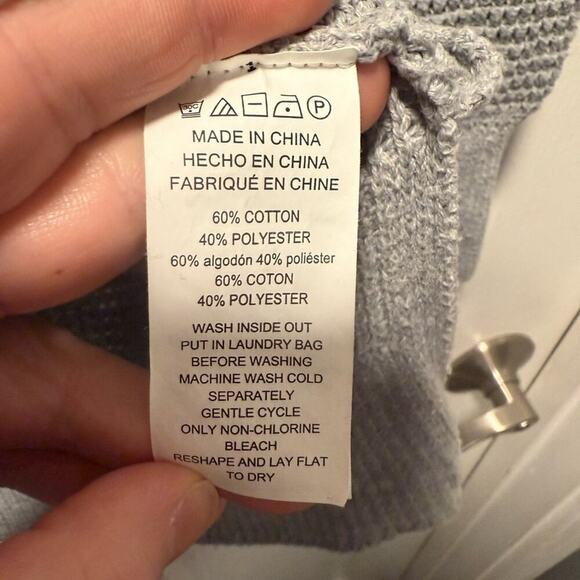 30C P
MADE IN CHINA
HECHO EN CHINA
FABRIQUÉ EN CHINE
60% COTTON
40% POLYESTER
60% algodón 40% poliéster
60% COTON
40% POLYESTER
WASH INSIDE OUT
PUT IN LAUNDRY BAG
BEFORE WASHING
MACHINE WASH COLD
SEPARATELY
GENTLE CYCLE
ONLY NON-CHLORINE
BLEACH
RESHAPE AND LAY FLAT
TO DRY